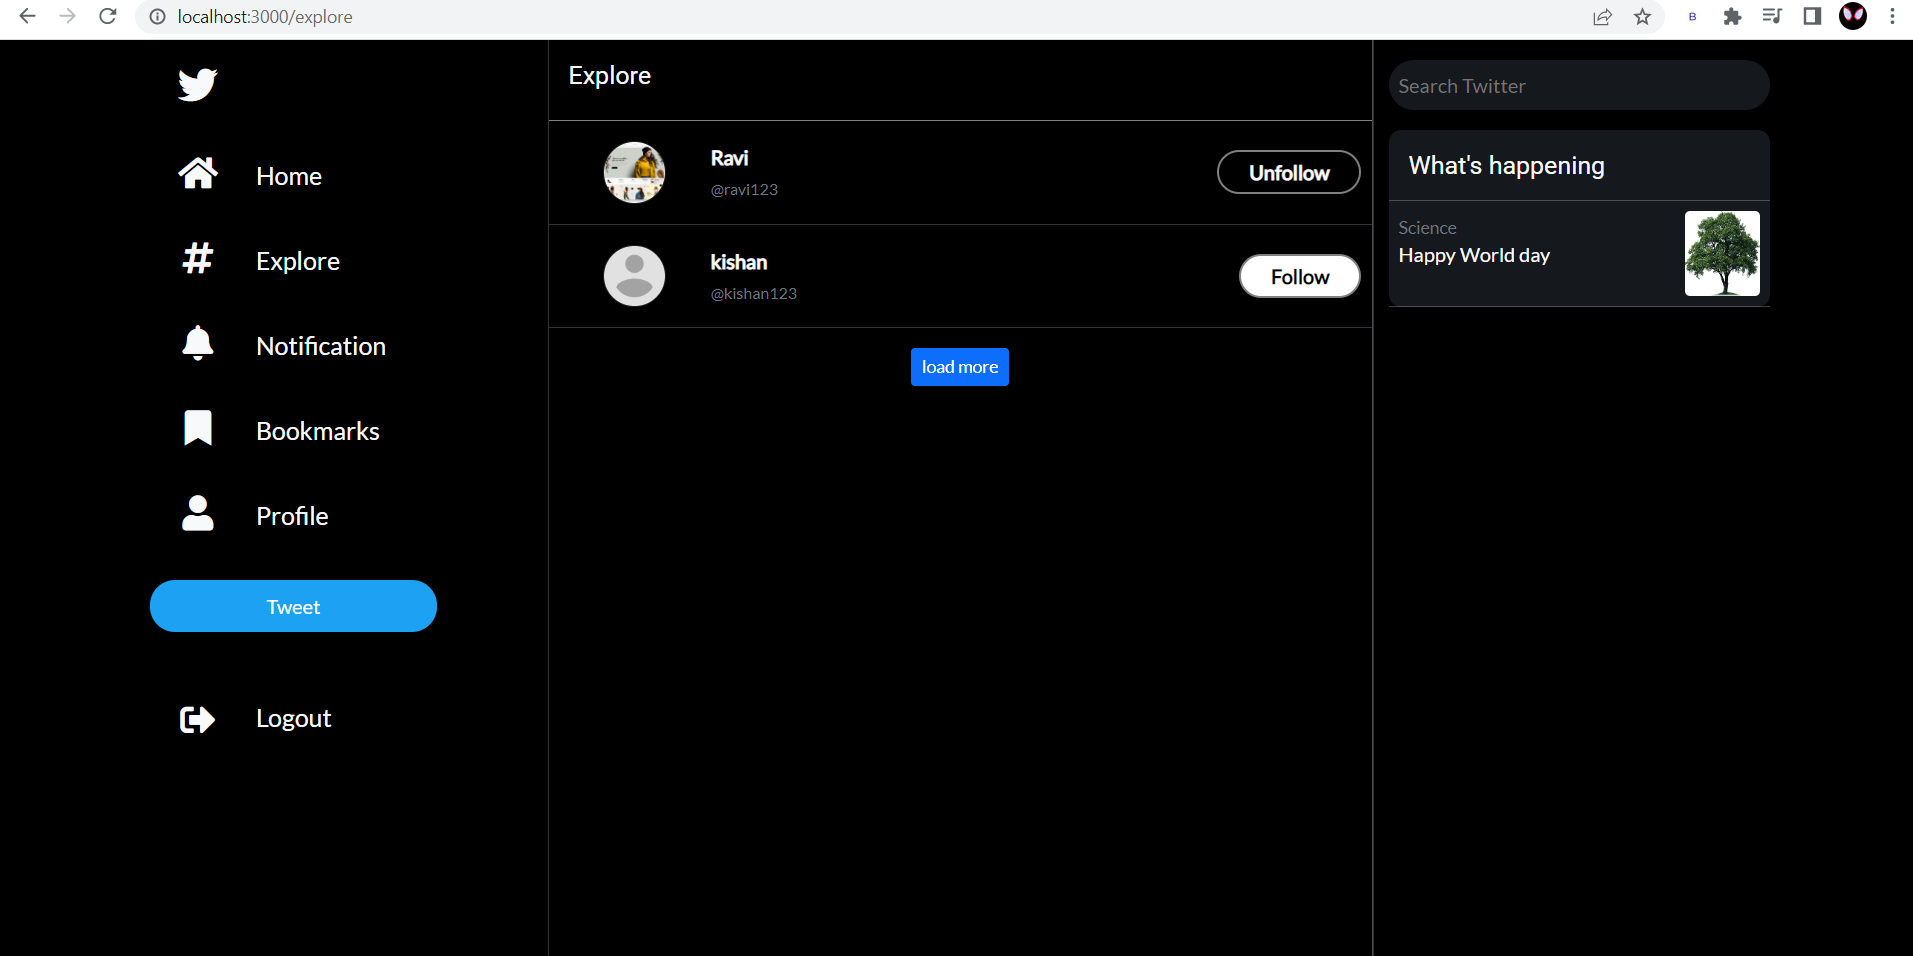 localhost:3000/explore
Home
Explore
Notification
Bookmarks
Profile
Tweet
Logout
Explore
Ravi
@ravi123
Unfollow
kishan
@kishan123
Follow
load more
Search Twitter
What's happening
Science
Happy World day